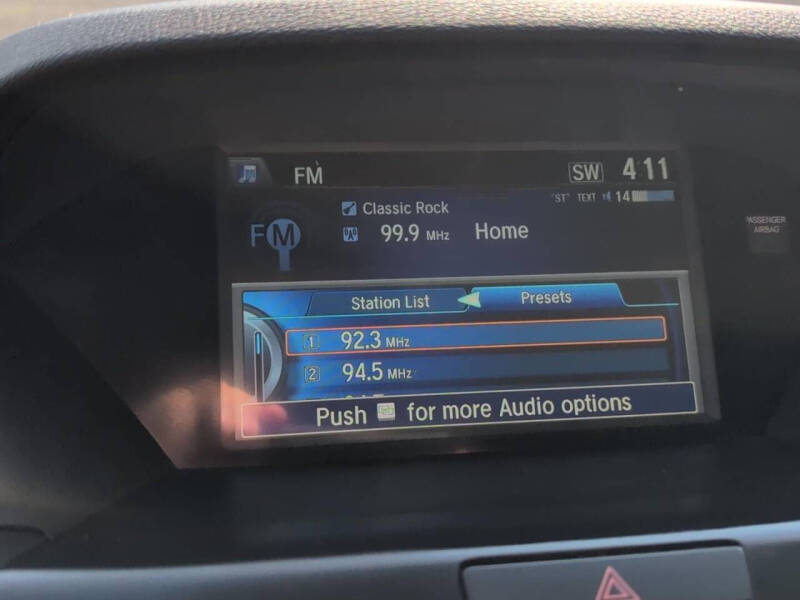 FM SW 4:11
ST TEXT 14
Classic Rock
FM 99.9 MHz Home
Station List Presets
1 92.3 MHz
2 94.5 MHz
Push for more Audio options
PASSENGER
AIRBAG